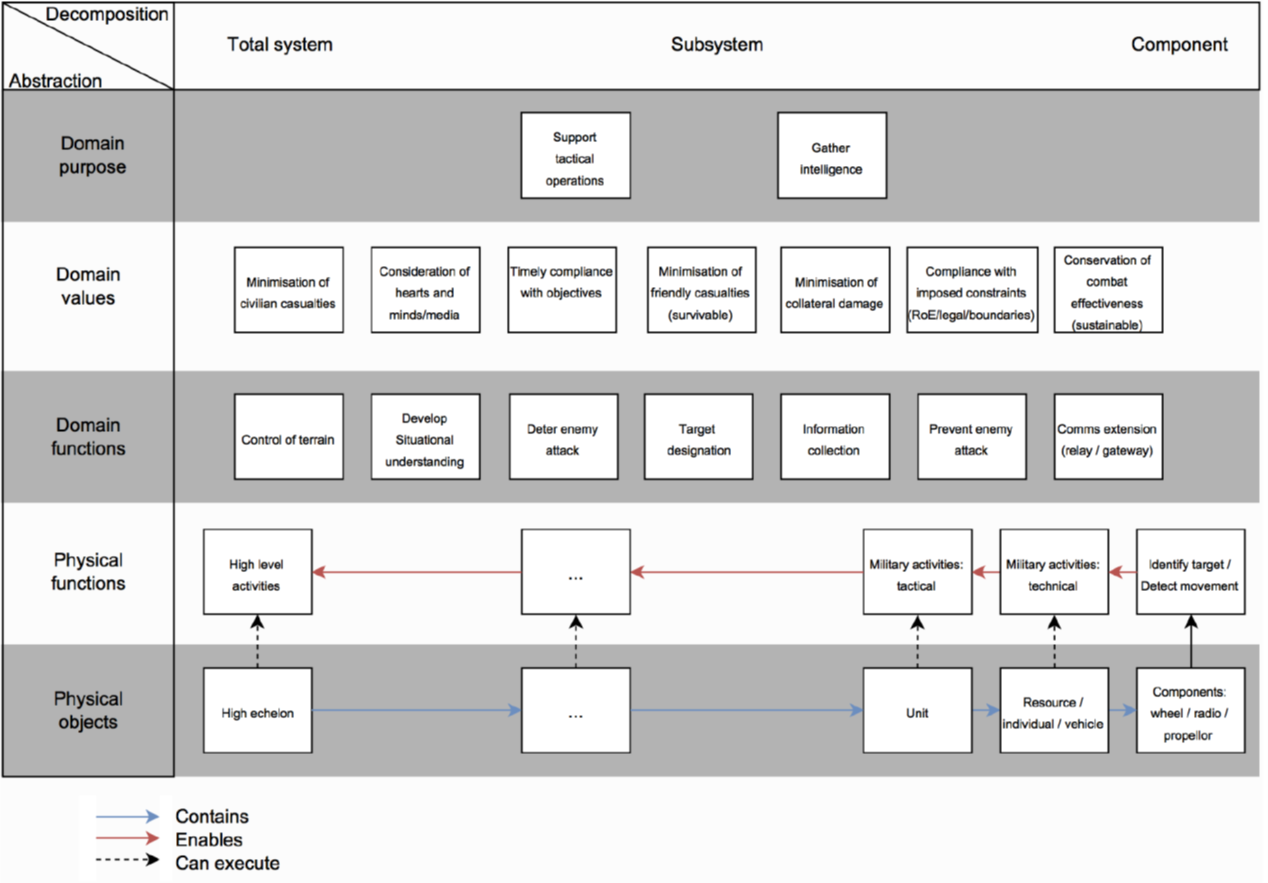 Decomposition
Abstraction
Total system
Subsystem
Component
Domain
purpose
Support
tactical
operations
Gather
intelligence
Domain
values
Minimisation of
civilian casualties
Consideration of
hearts and
minds/media
Timely compliance
with objectives
Minimisation of
friendly casualties
(survivable)
Minimisation of
collateral damage
Compliance with
imposed constraints
(RoE/legal/boundaries)
Conservation of
combat
effectiveness
(sustainable)
Domain
functions
Control of terrain
Develop
Situational
understanding
Deter enemy
attack
Target
designation
Information
collection
Prevent enemy
attack
Comms extension
(relay / gateway)
Physical
functions
High level
activities
...
Military activities:
tactical
Military activities:
technical
Identify target /
Detect movement
Physical
objects
High echelon
...
Unit
Resource /
individual / vehicle
Components:
wheel / radio /
propellor
Contains
Enables
Can execute